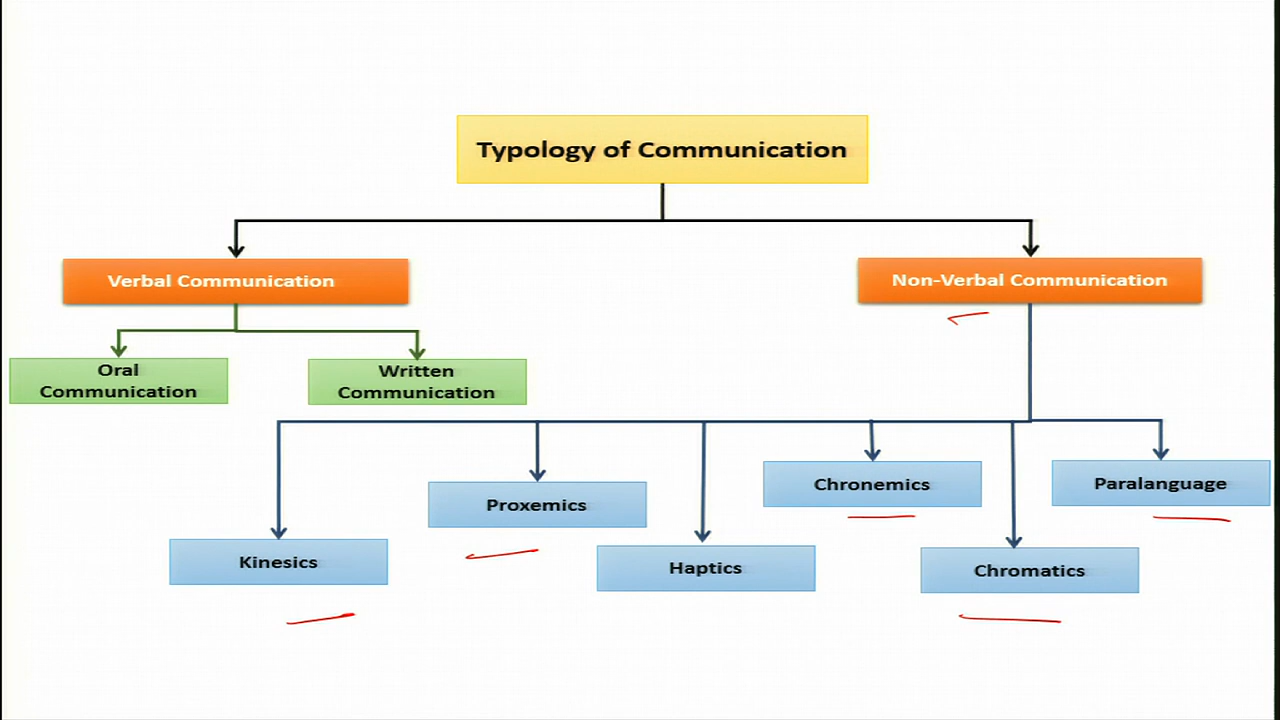 Typology of Communication
Verbal Communication
Non-Verbal Communication
Oral
Communication
Written
Communication
Kinesics
Proxemics
Haptics
Chronemics
Chromatics
Paralanguage